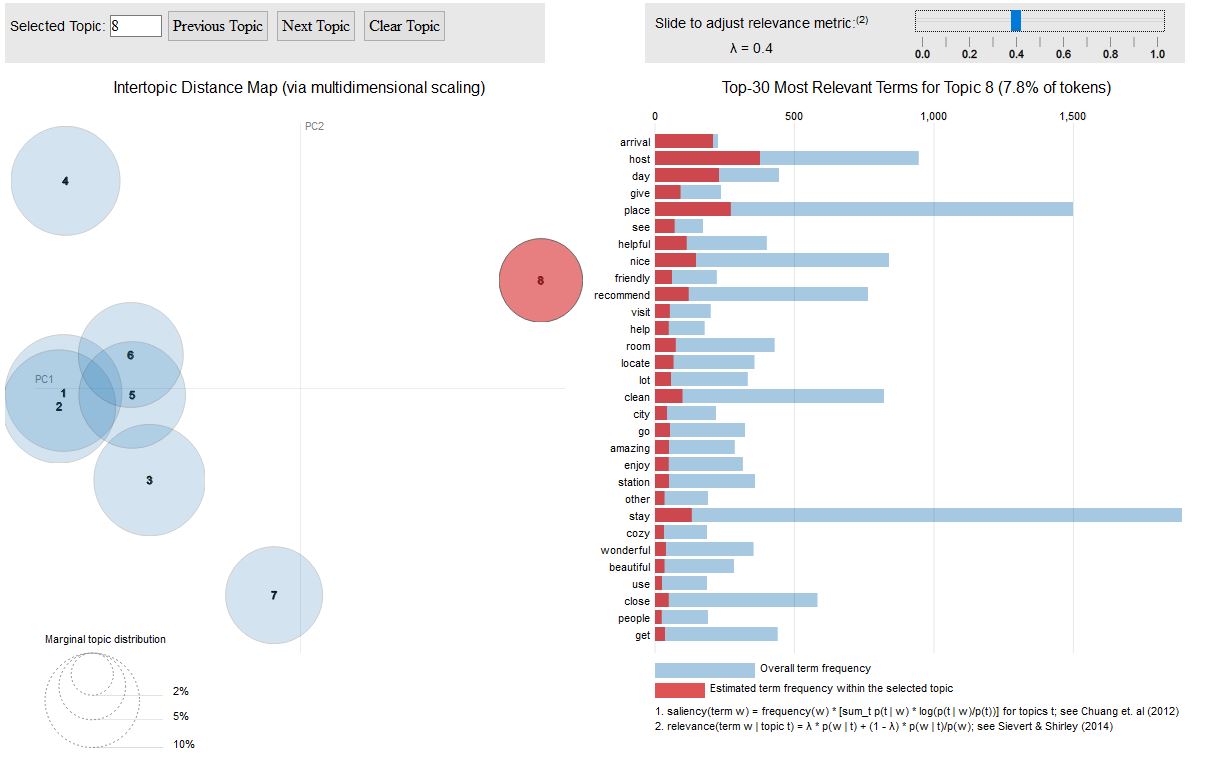 Selected Topic: 8 Previous Topic Next Topic Clear Topic
Slide to adjust relevance metric:(2)
λ = 0.4
0.0 0.2 0.4 0.6 0.8 1.0
Intertopic Distance Map (via multidimensional scaling)
PC2
PC1
4
8
6
1
5
2
3
7
Marginal topic distribution
2%
5%
10%
Top-30 Most Relevant Terms for Topic 8 (7.8% of tokens)
0 500 1,000 1,500
arrival
host
day
give
place
see
helpful
nice
friendly
recommend
visit
help
room
locate
lot
clean
city
go
amazing
enjoy
station
other
stay
cozy
wonderful
beautiful
use
close
people
get
Overall term frequency
Estimated term frequency within the selected topic
1. saliency(term w) = frequency(w) * [sum_t p(t | w) * log(p(t | w)/p(t))] for topics t; see Chuang et. al (2012)
2. relevance(term w | topic t) = λ * p(w | t) + (1 - λ) * p(w | t)/p(w); see Sievert & Shirley (2014)